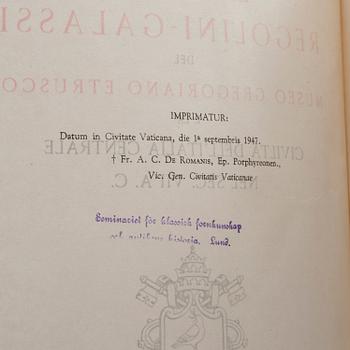 IMPRIMATUR:
Datum in Civitate Vaticana, die 1ª septembris 1947.
† Fr. A. C. De Romanis, Ep. Porphyreonen.,
Vic. Gen. Civitatis Vaticanae
Seminariet för klassisk fornkunskap
och antikens historia, Lund.
REGOLINI-GALASSI
DEL
MUSEO GREGORIANO ETRUSCO
CIVILTÀ DELL'ITALIA CENTRALE
NEL SEC. VII A. C.